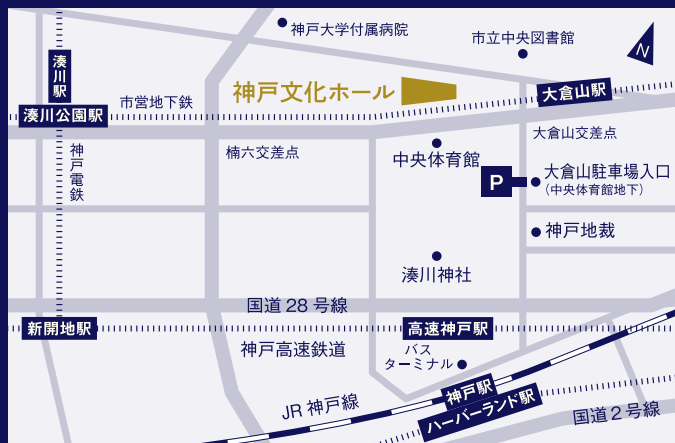 神戸大学付属病院
市立中央図書館
N
湊川駅
神戸文化ホール
大倉山駅
市営地下鉄
湊川公園駅
大倉山交差点
楠六交差点
中央体育館
神戸電鉄
P
大倉山駐車場入口
（中央体育館地下）
神戸地裁
湊川神社
国道28号線
新開地駅
高速神戸駅
神戸高速鉄道
バス
ターミナル
神戸駅
JR 神戸線
ハーバーランド駅
国道2号線